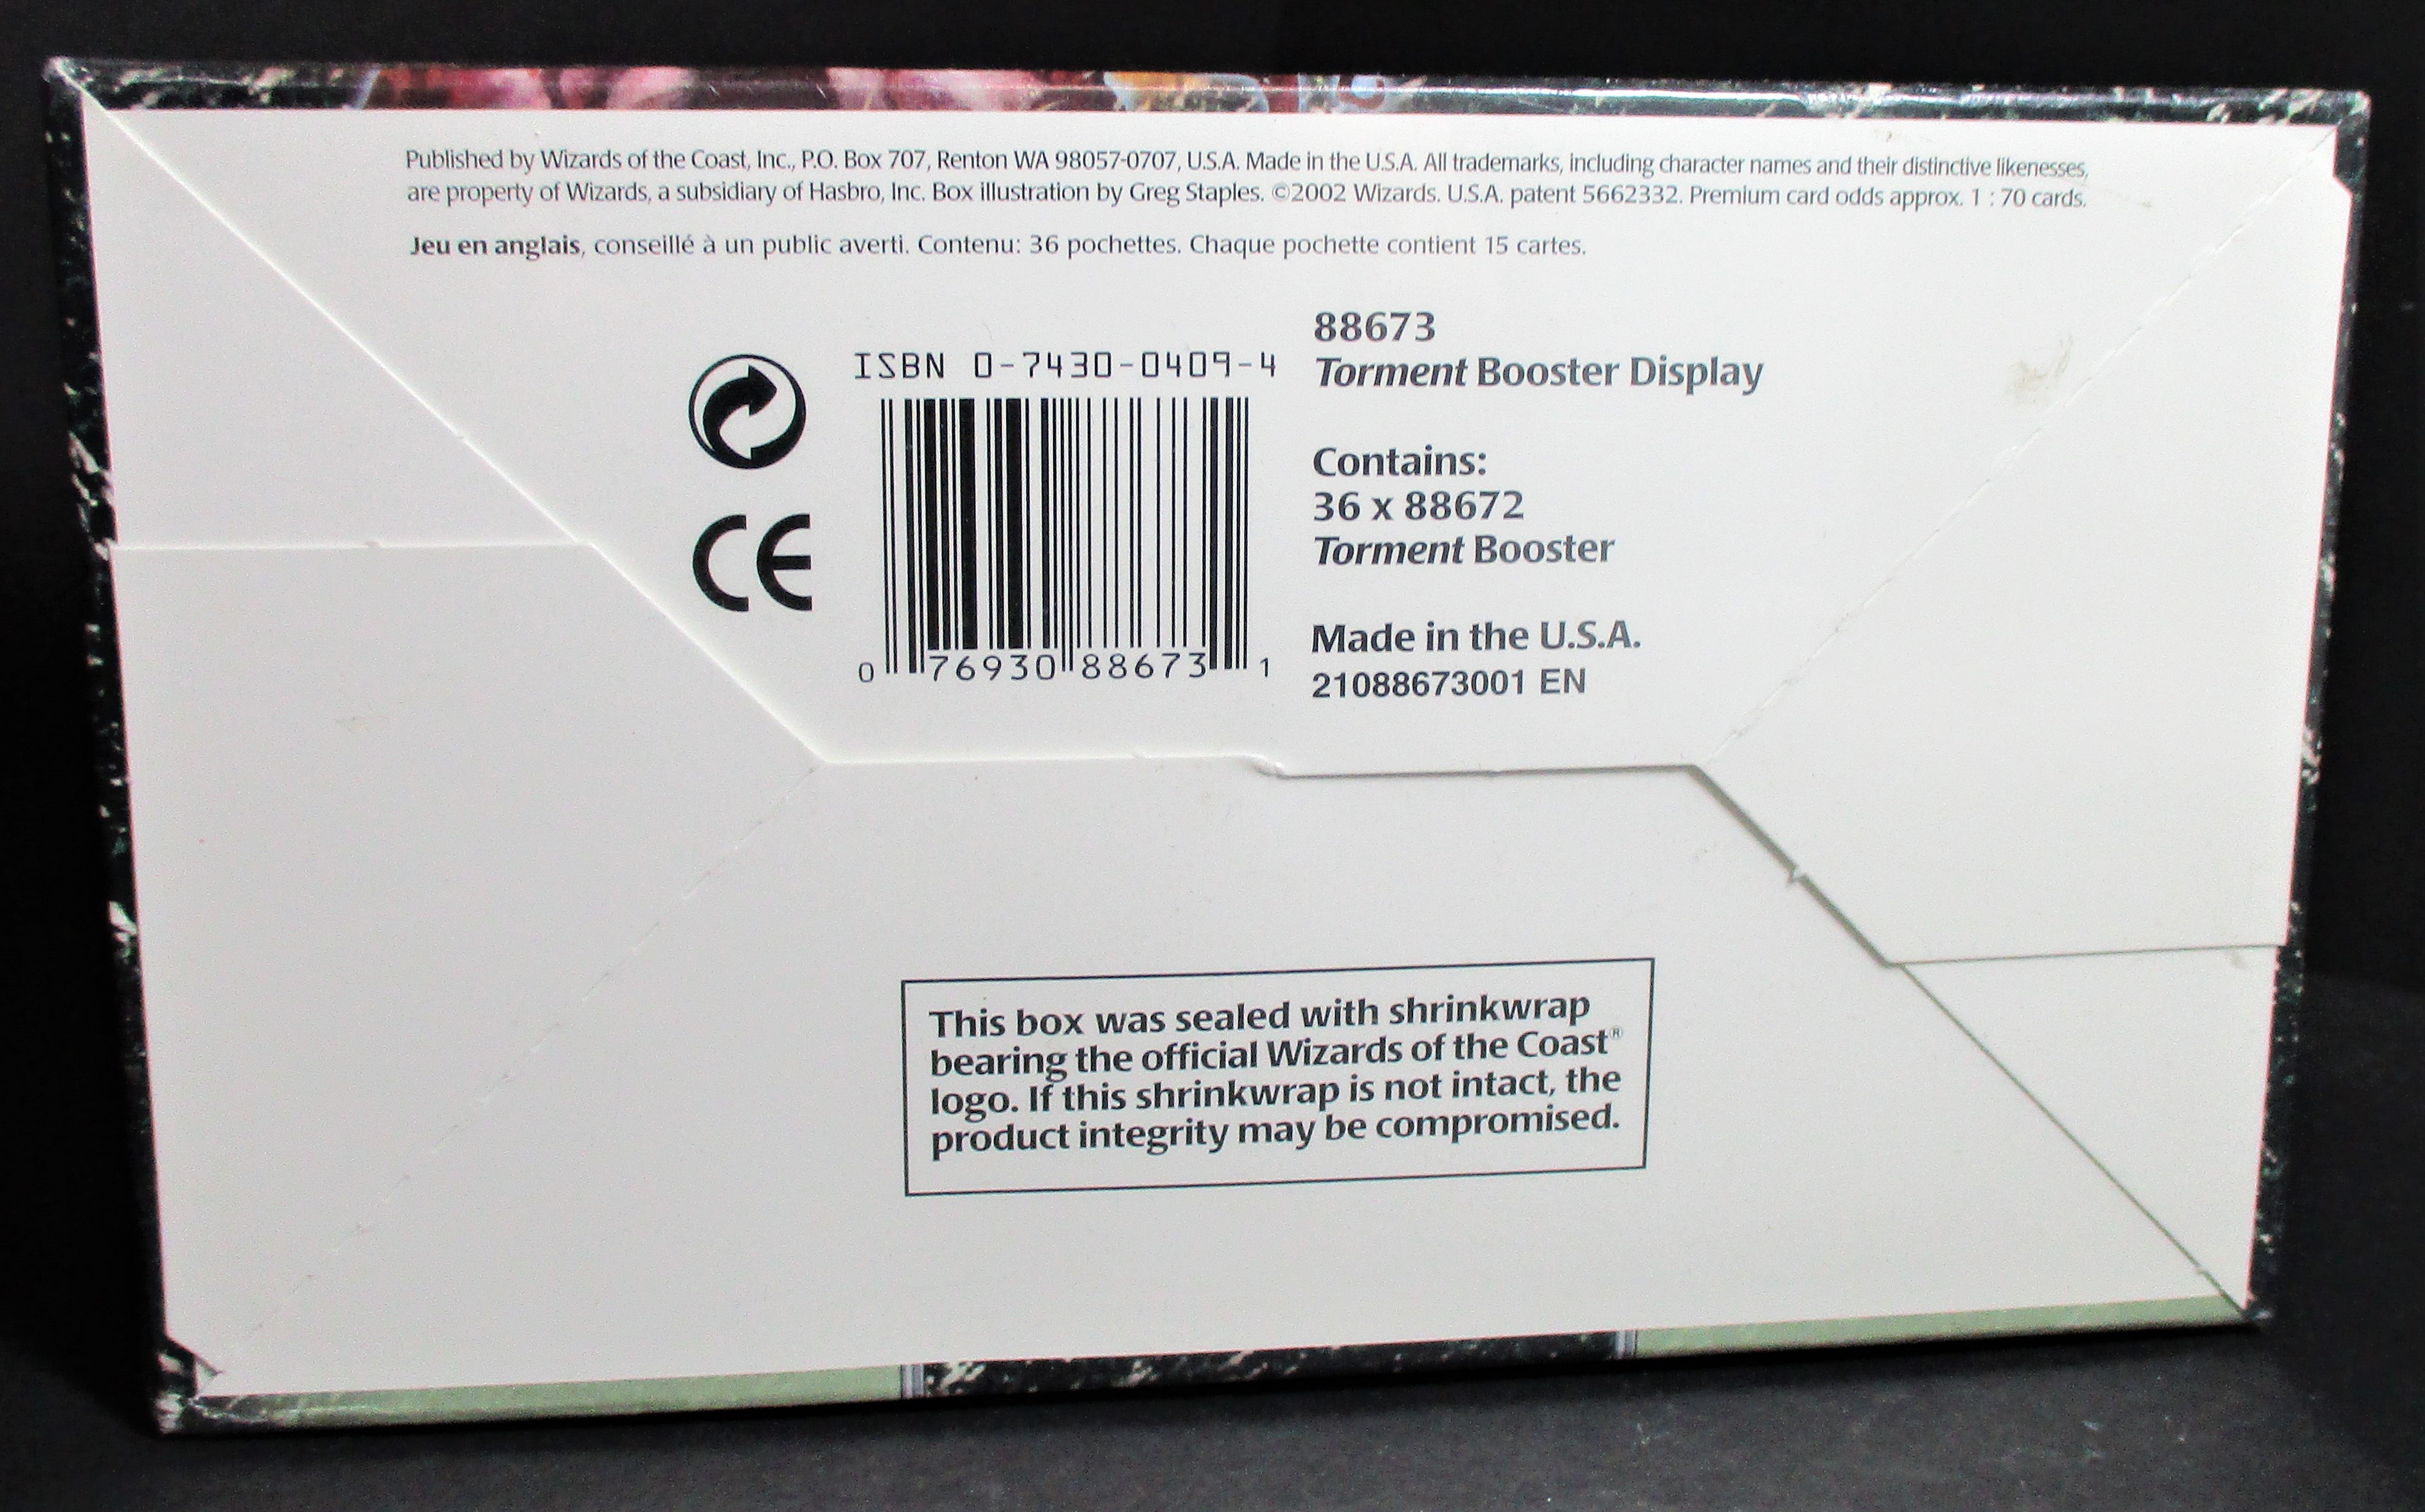 Published by Wizards of the Coast, Inc., P.O. Box 707, Renton WA 98057-0707, U.S.A. Made in the U.S.A. All trademarks, including character names and their distinctive likenesses,
are property of Wizards, a subsidiary of Hasbro, Inc. Box illustration by Greg Staples. ©2002 Wizards. U.S.A. patent 5662332. Premium card odds approx. 1 : 70 cards.
Jeu en anglais, conseillé à un public averti. Contenu: 36 pochettes. Chaque pochette contient 15 cartes.
CE
ISBN 0-7430-0409-4
0 76930 88673 1
88673
Torment Booster Display
Contains:
36 x 88672
Torment Booster
Made in the U.S.A.
21088673001 EN
This box was sealed with shrinkwrap
bearing the official Wizards of the Coast®
logo. If this shrinkwrap is not intact, the
product integrity may be compromised.